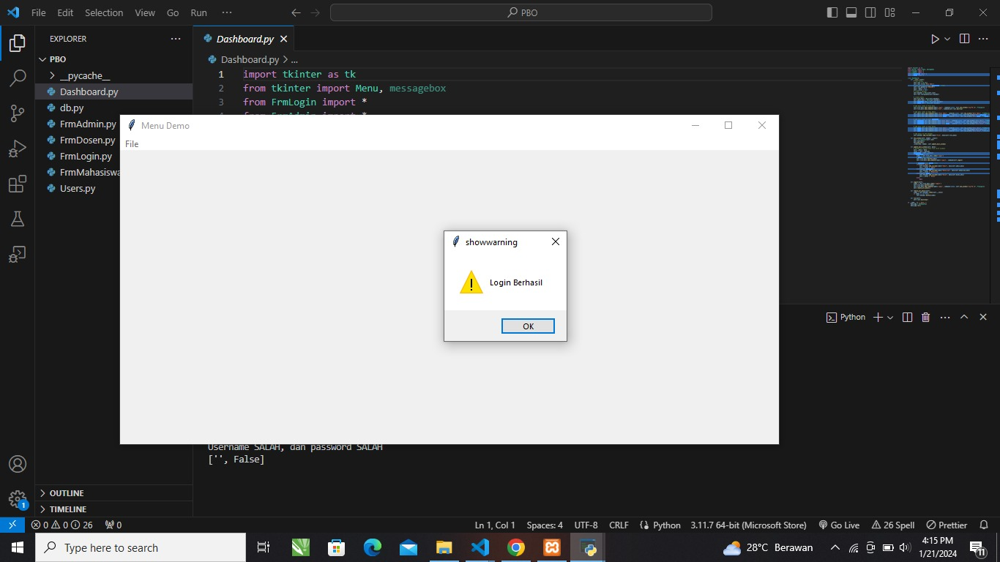 File Edit Selection View Go Run ... PBO
EXPLORER ...
PBO
__pycache__
Dashboard.py
db.py
FrmAdmin.py
FrmDosen.py
FrmLogin.py
FrmMahasiswa
Users.py
OUTLINE
TIMELINE
Dashboard.py
Dashboard.py > ...
1 import tkinter as tk
2 from tkinter import Menu, messagebox
3 from FrmLogin import *
Menu Demo
File
showwarning
Login Berhasil
OK
Python
Username SALAH, dan password SALAH
['', False]
1
0 0 26 0 Ln 1, Col 1 Spaces: 4 UTF-8 CRLF Python 3.11.7 64-bit (Microsoft Store) Go Live 26 Spell Prettier
Type here to search 28°C Berawan 4:15 PM
1/21/2024
11